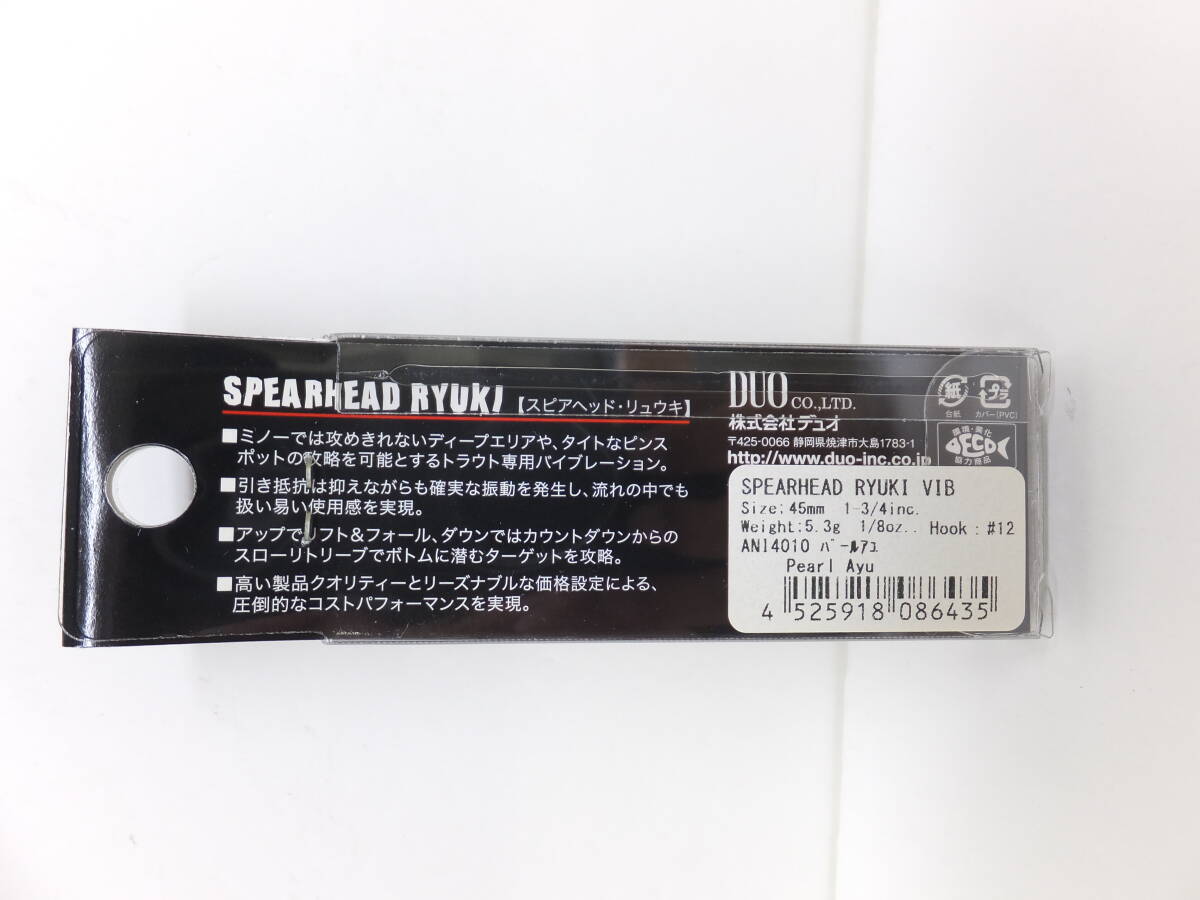 SPEARHEAD RYUKI 【スピアヘッド・リュウキ】
■ミノーでは攻めきれないディープエリアや、タイトなピンス
ポットの攻略を可能とするトラウト専用バイブレーション。
■引き抵抗は抑えながらも確実な振動を発生し、流れの中でも
扱い易い使用感を実現。
■アップでリフト&フォール、ダウンではカウントダウンからの
スローリトリーブでボトムに潜むターゲットを攻略。
■高い製品クオリティーとリーズナブルな価格設定による、
圧倒的なコストパフォーマンスを実現。
DUO CO.,LTD.
株式会社デュオ
〒425-0066 静岡県焼津市大島1783-1
http://www.duo-inc.co.jp
紙
台紙
プラ
カバー(PVC)
環境・実化
DECO
協力商品
SPEARHEAD RYUKI VIB
Size;45mm 1-3/4inc.
Weight;5.3g 1/8oz.. Hook : #12
ANI4010 パールアユ
Pearl Ayu
4 525918 086435